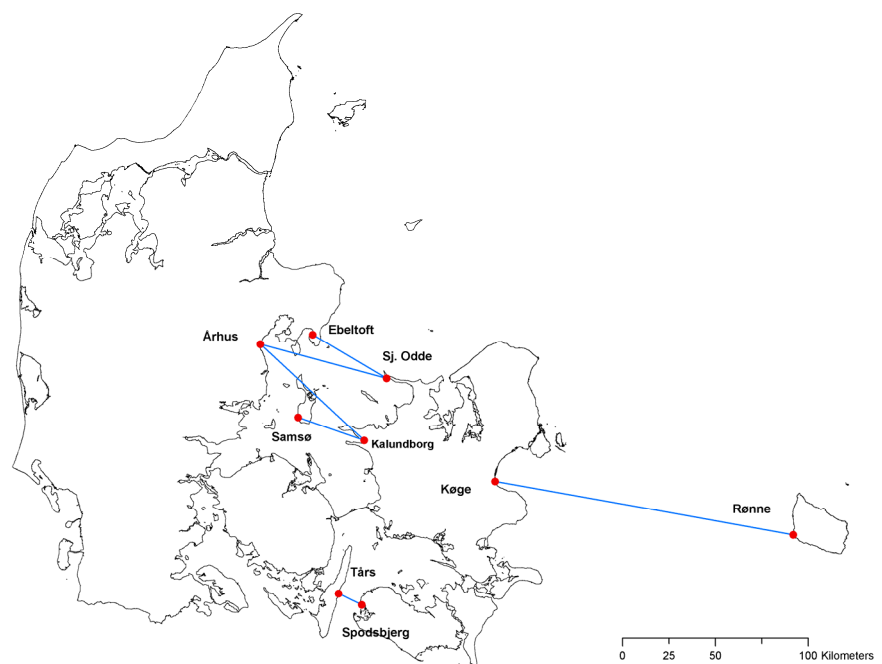 Ebeltoft
Århus
Sj. Odde
Samsø
Kalundborg
Køge
Rønne
Tårs
Spodsbjerg
0 25 50 100 Kilometers